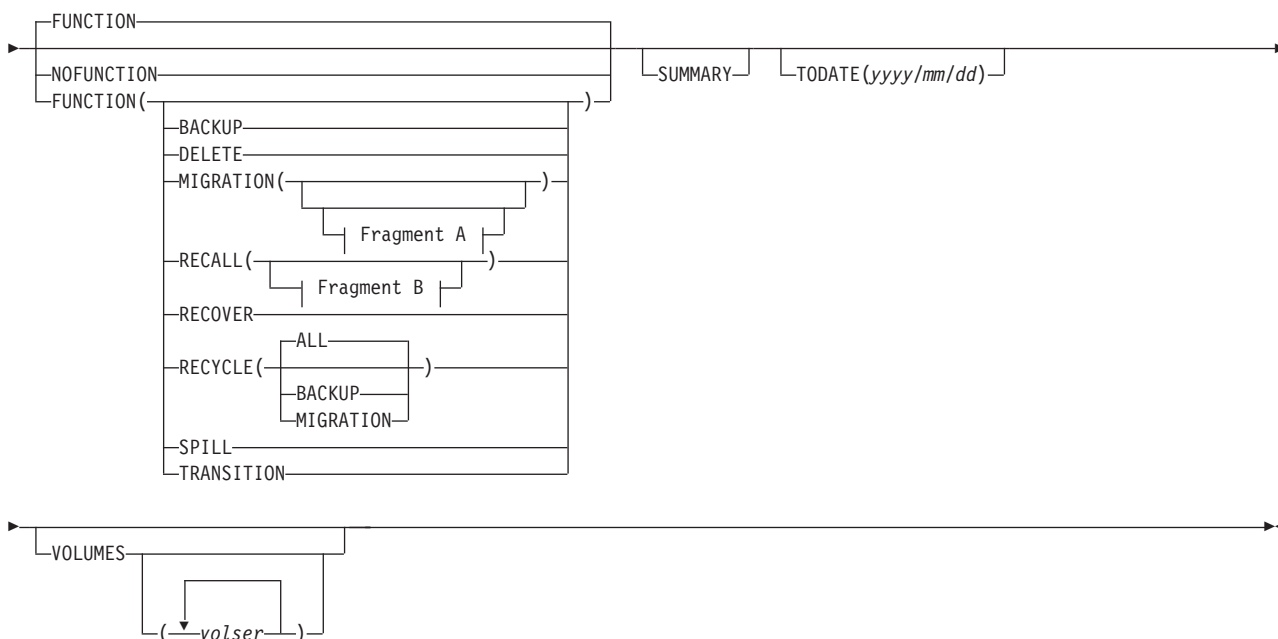 FUNCTION
NOFUNCTION
SUMMARY
TODATE(yyyy/mm/dd)
FUNCTION( )
BACKUP
DELETE
MIGRATION( )
Fragment A
RECALL( )
Fragment B
RECOVER
ALL
RECYCLE( )
BACKUP
MIGRATION
SPILL
TRANSITION
VOLUMES
( volser )